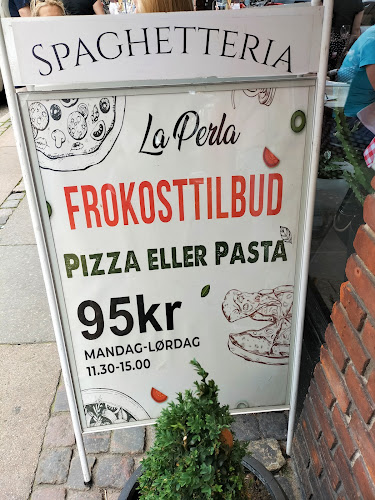 SPAGHETTERIA
La Perla
FROKOSTTILBUD
PIZZA ELLER PASTA
95kr
MANDAG-LØRDAG
11.30-15.00